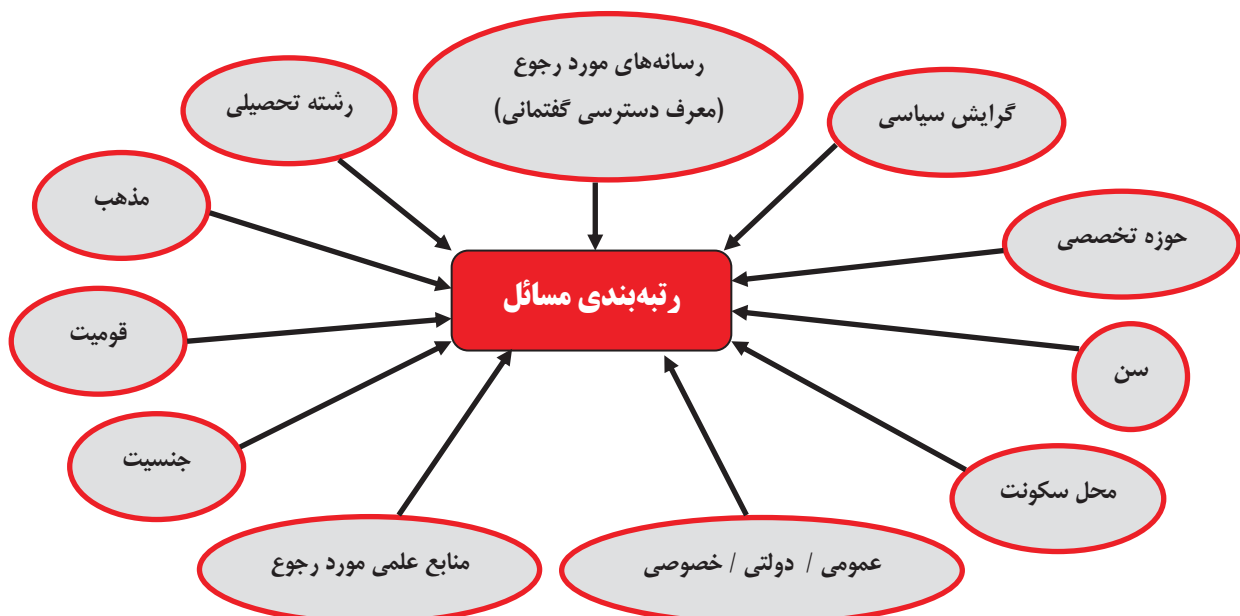 رسانه‌های مورد رجوع
(معرف دسترسی گفتمانی)
گرایش سیاسی
رشته تحصیلی
مذهب
حوزه تخصصی
رتبه‌بندی مسائل
قومیت
سن
جنسیت
محل سکونت
عمومی / دولتی / خصوصی
منابع علمی مورد رجوع